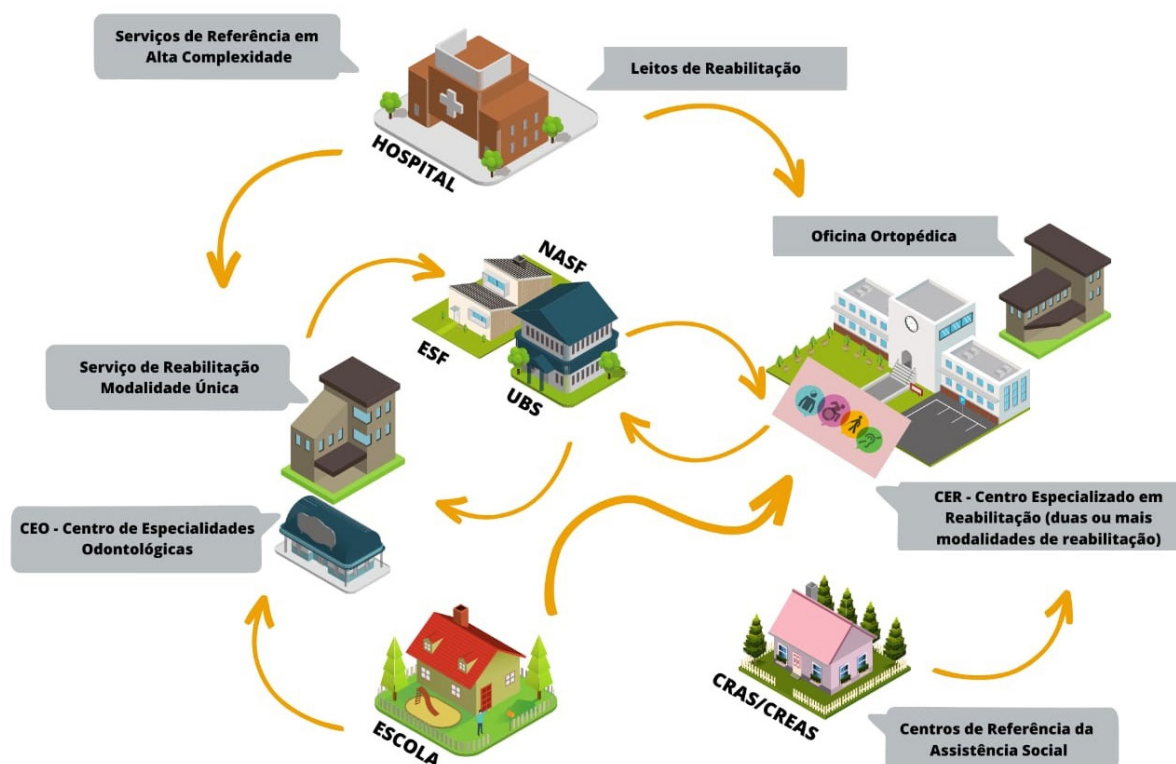 Serviços de Referência em
Alta Complexidade
Leitos de Reabilitação
HOSPITAL
Oficina Ortopédica
NASF
ESF
UBS
Serviço de Reabilitação
Modalidade Única
CEO - Centro de Especialidades
Odontológicas
CER - Centro Especializado em
Reabilitação (duas ou mais
modalidades de reabilitação)
ESCOLA
CRAS/CREAS
Centros de Referência da
Assistência Social